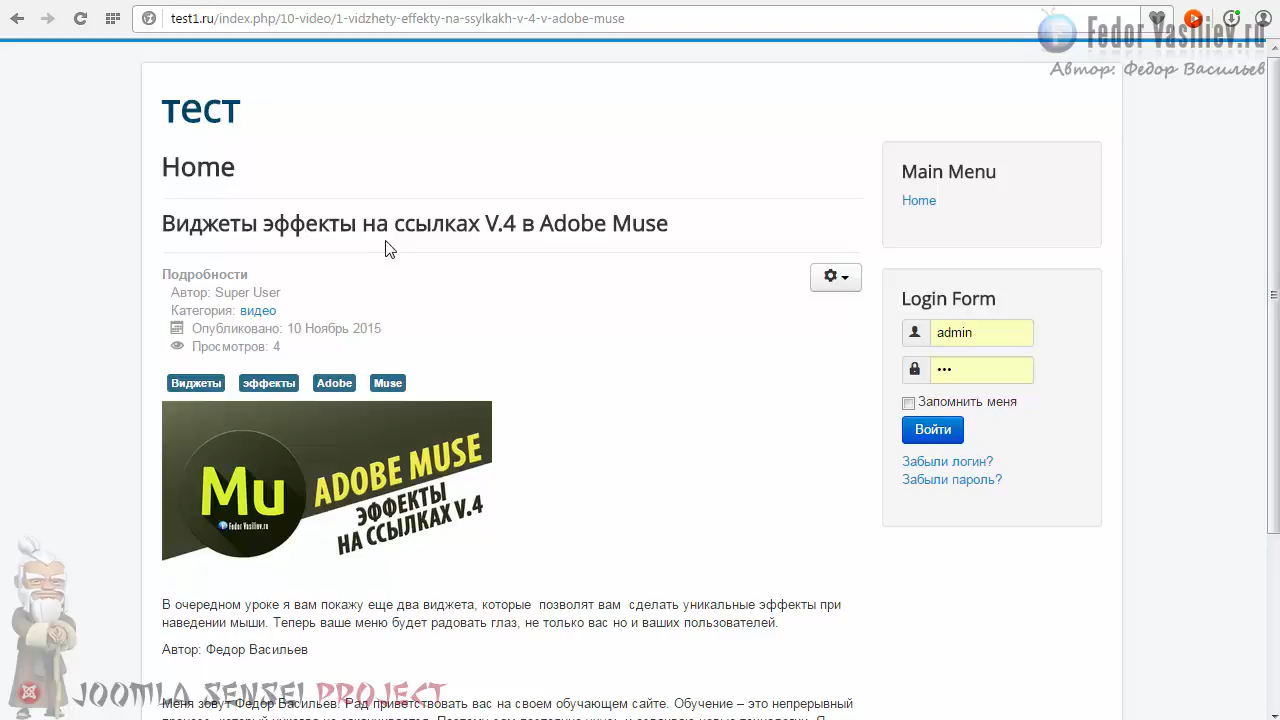 test1.ru/index.php/10-video/1-vidzhety-effekty-na-ssylkakh-v-4-v-adobe-muse
Fedor Vasiliev.ru
Автор: Федор Васильев
тест
Home
Виджеты эффекты на ссылках V.4 в Adobe Muse
Подробности
Автор: Super User
Категория: видео
Опубликовано: 10 Ноябрь 2015
Просмотров: 4
Виджеты эффекты Adobe Muse
Mu
Fedor Vasiliev.ru
ADOBE MUSE
ЭФФЕКТЫ
НА ССЫЛКАХ V.4
В очередном уроке я вам покажу еще два виджета, которые позволят вам сделать уникальные эффекты при
наведении мыши. Теперь ваше меню будет радовать глаз, не только вас но и ваших пользователей.
Автор: Федор Васильев
Меня зовут Федор Васильев. Рад приветствовать вас на своем обучающем сайте. Обучение – это непрерывный
Main Menu
Home
Login Form
admin
•••
Запомнить меня
Войти
Забыли логин?
Забыли пароль?
JOOMLA SENSEI PROJECT